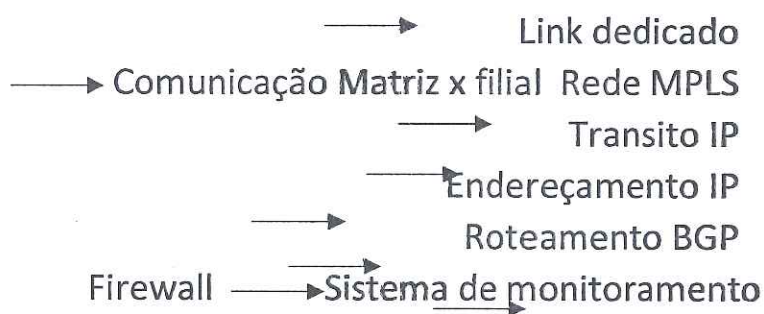 Link dedicado
Comunicação Matriz x filial Rede MPLS
Transito IP
Endereçamento IP
Roteamento BGP
Firewall Sistema de monitoramento